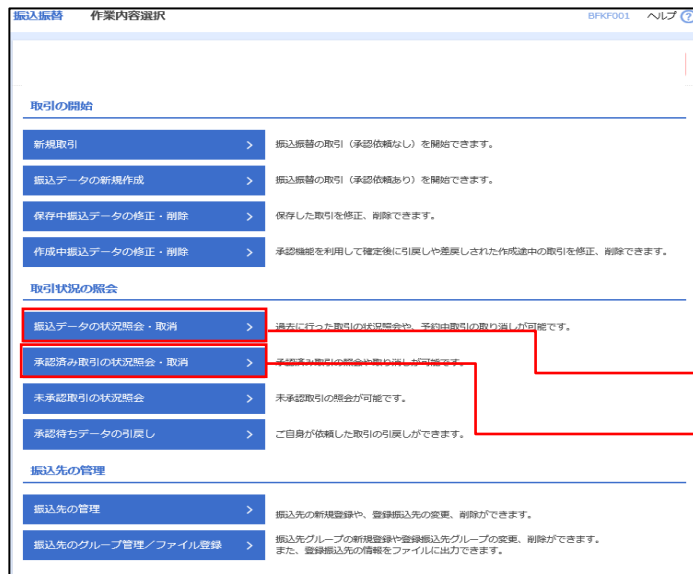 振込振替 作業内容選択 BFKF001 ヘルプ ?
取引の開始
新規取引 > 振込振替の取引（承認依頼なし）を開始できます。
振込データの新規作成 > 振込振替の取引（承認依頼あり）を開始できます。
保存中振込データの修正・削除 > 保存した取引を修正、削除できます。
作成中振込データの修正・削除 > 承認機能を利用して確定後に引戻しや差戻しされた作成途中の取引を修正、削除できます。
取引状況の照会
振込データの状況照会・取消 > 過去に行った取引の状況照会や、予約中取引の取り消しが可能です。
承認済み取引の状況照会・取消 > 承認済み取引の照会や取り消しが可能です。
未承認取引の状況照会 > 未承認取引の照会が可能です。
承認待ちデータの引戻し > ご自身が依頼した取引の引戻しができます。
振込先の管理
振込先の管理 > 振込先の新規登録や、登録振込先の変更、削除ができます。
振込先のグループ管理／ファイル登録 > 振込先グループの新規登録や登録振込先グループの変更、削除ができます。
また、登録振込先の情報をファイルに出力できます。